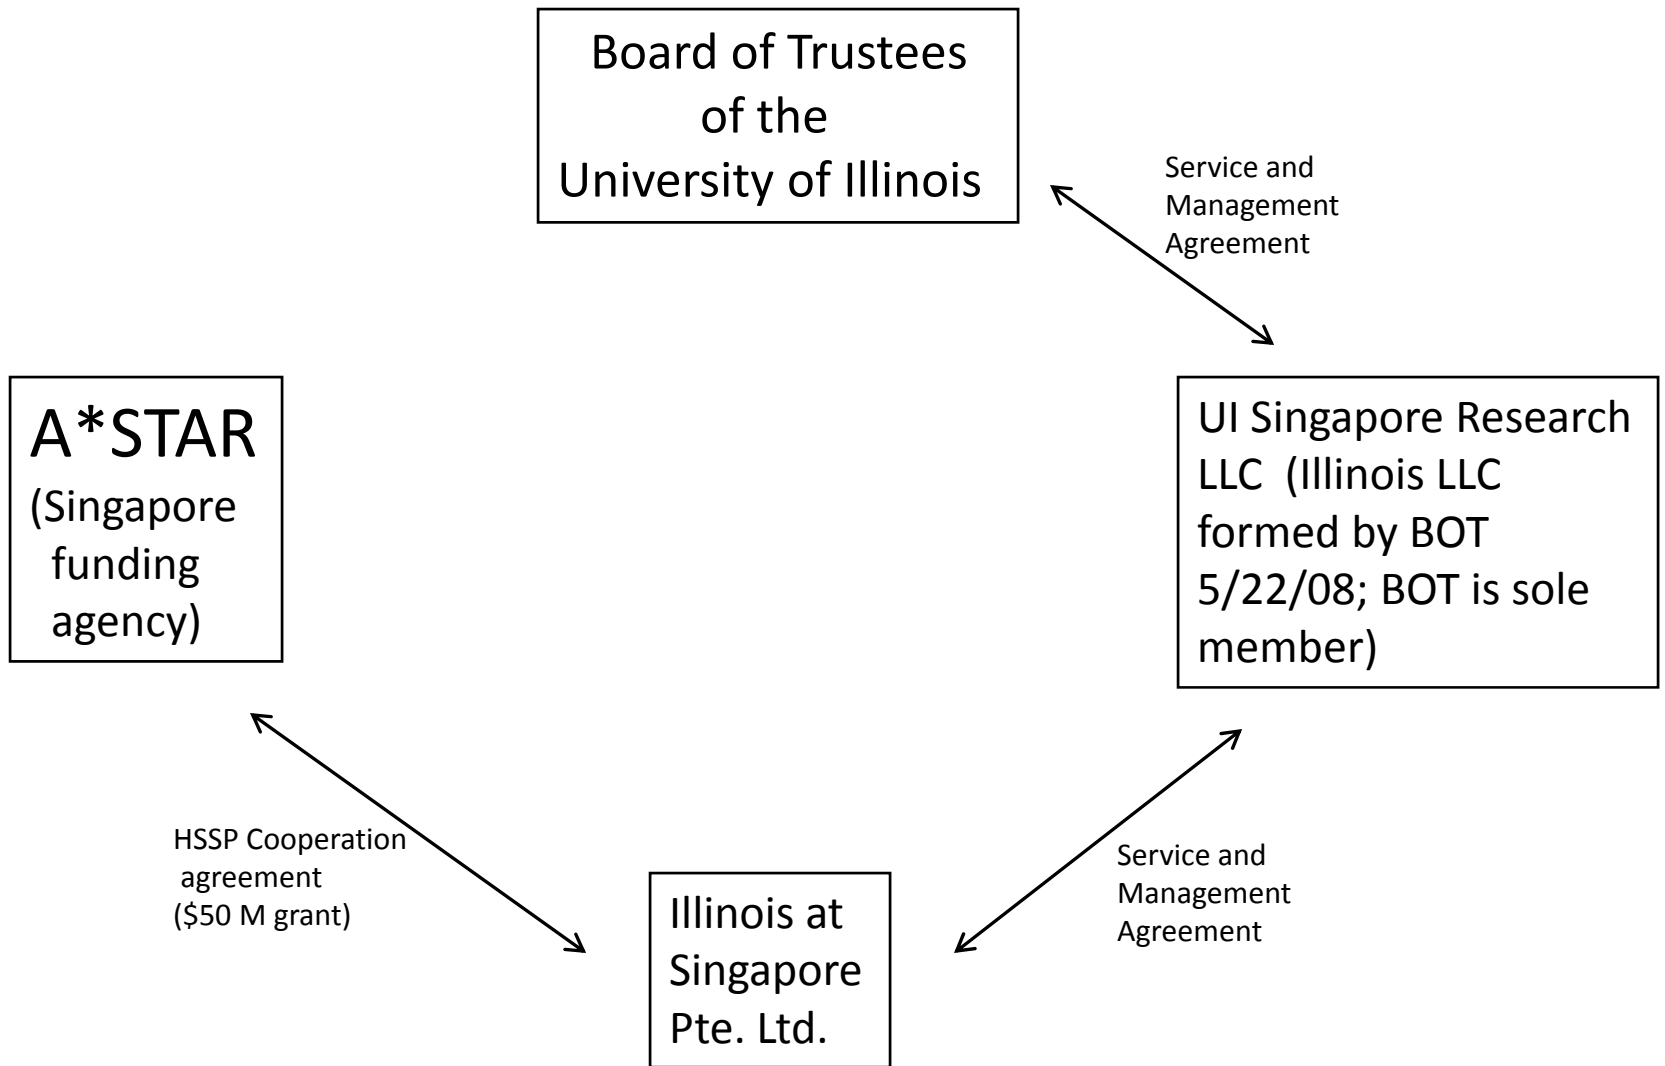 Board of Trustees
of the
University of Illinois
Service and
Management
Agreement
A*STAR
(Singapore
funding
agency)
UI Singapore Research
LLC (Illinois LLC
formed by BOT
5/22/08; BOT is sole
member)
HSSP Cooperation
agreement
($50 M grant)
Illinois at
Singapore
Pte. Ltd.
Service and
Management
Agreement